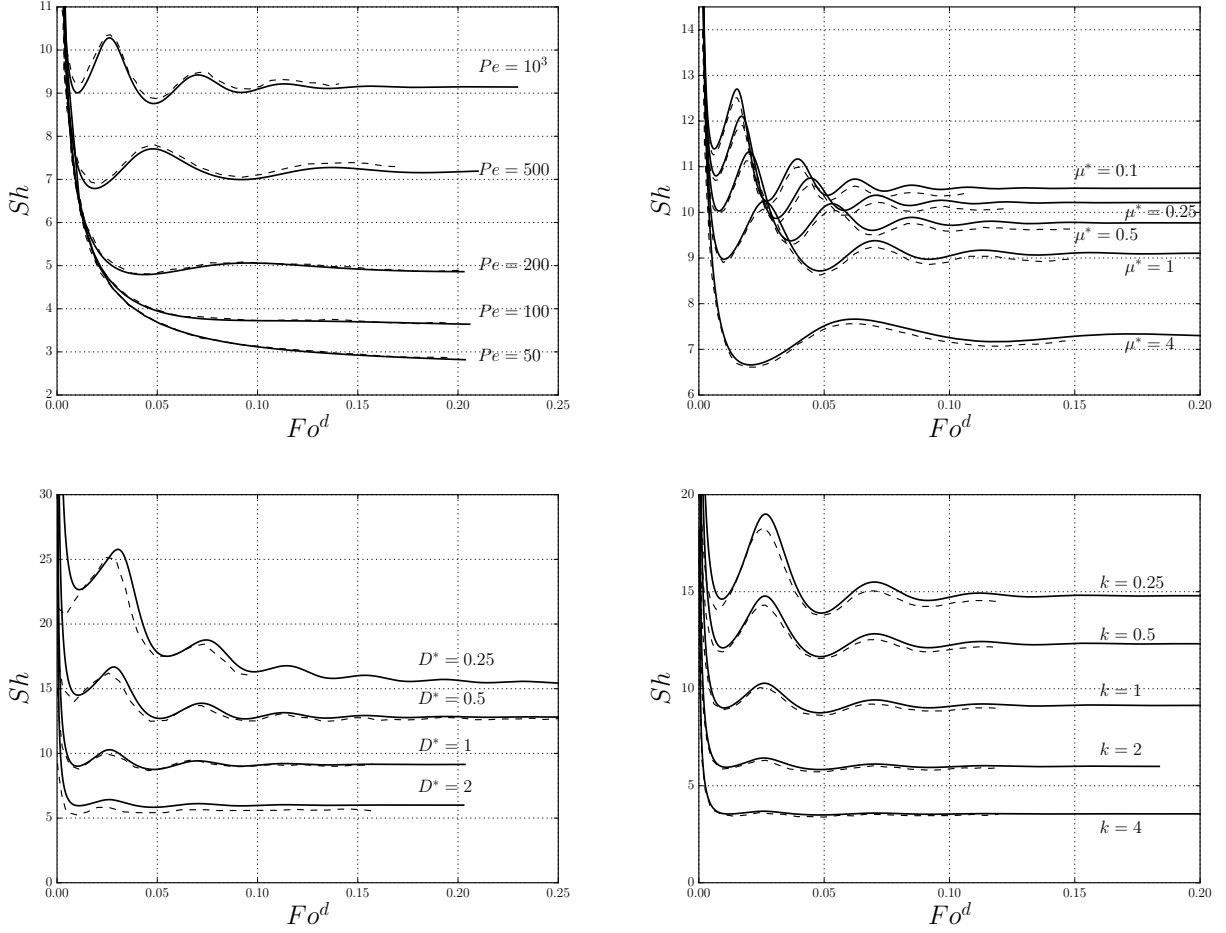 11
10
9
8
7
6
5
4
3
2
Sh
Pe = 10³
Pe = 500
Pe = 200
Pe = 100
Pe = 50
0.00 0.05 0.10 0.15 0.20 0.25
Fo^d
14
13
12
11
10
9
8
7
6
Sh
μ* = 0.1
μ* = 0.25
μ* = 0.5
μ* = 1
μ* = 4
0.00 0.05 0.10 0.15 0.20
Fo^d
30
25
20
15
10
5
0
Sh
D* = 0.25
D* = 0.5
D* = 1
D* = 2
0.00 0.05 0.10 0.15 0.20 0.25
Fo^d
20
15
10
5
0
Sh
k = 0.25
k = 0.5
k = 1
k = 2
k = 4
0.00 0.05 0.10 0.15 0.20
Fo^d